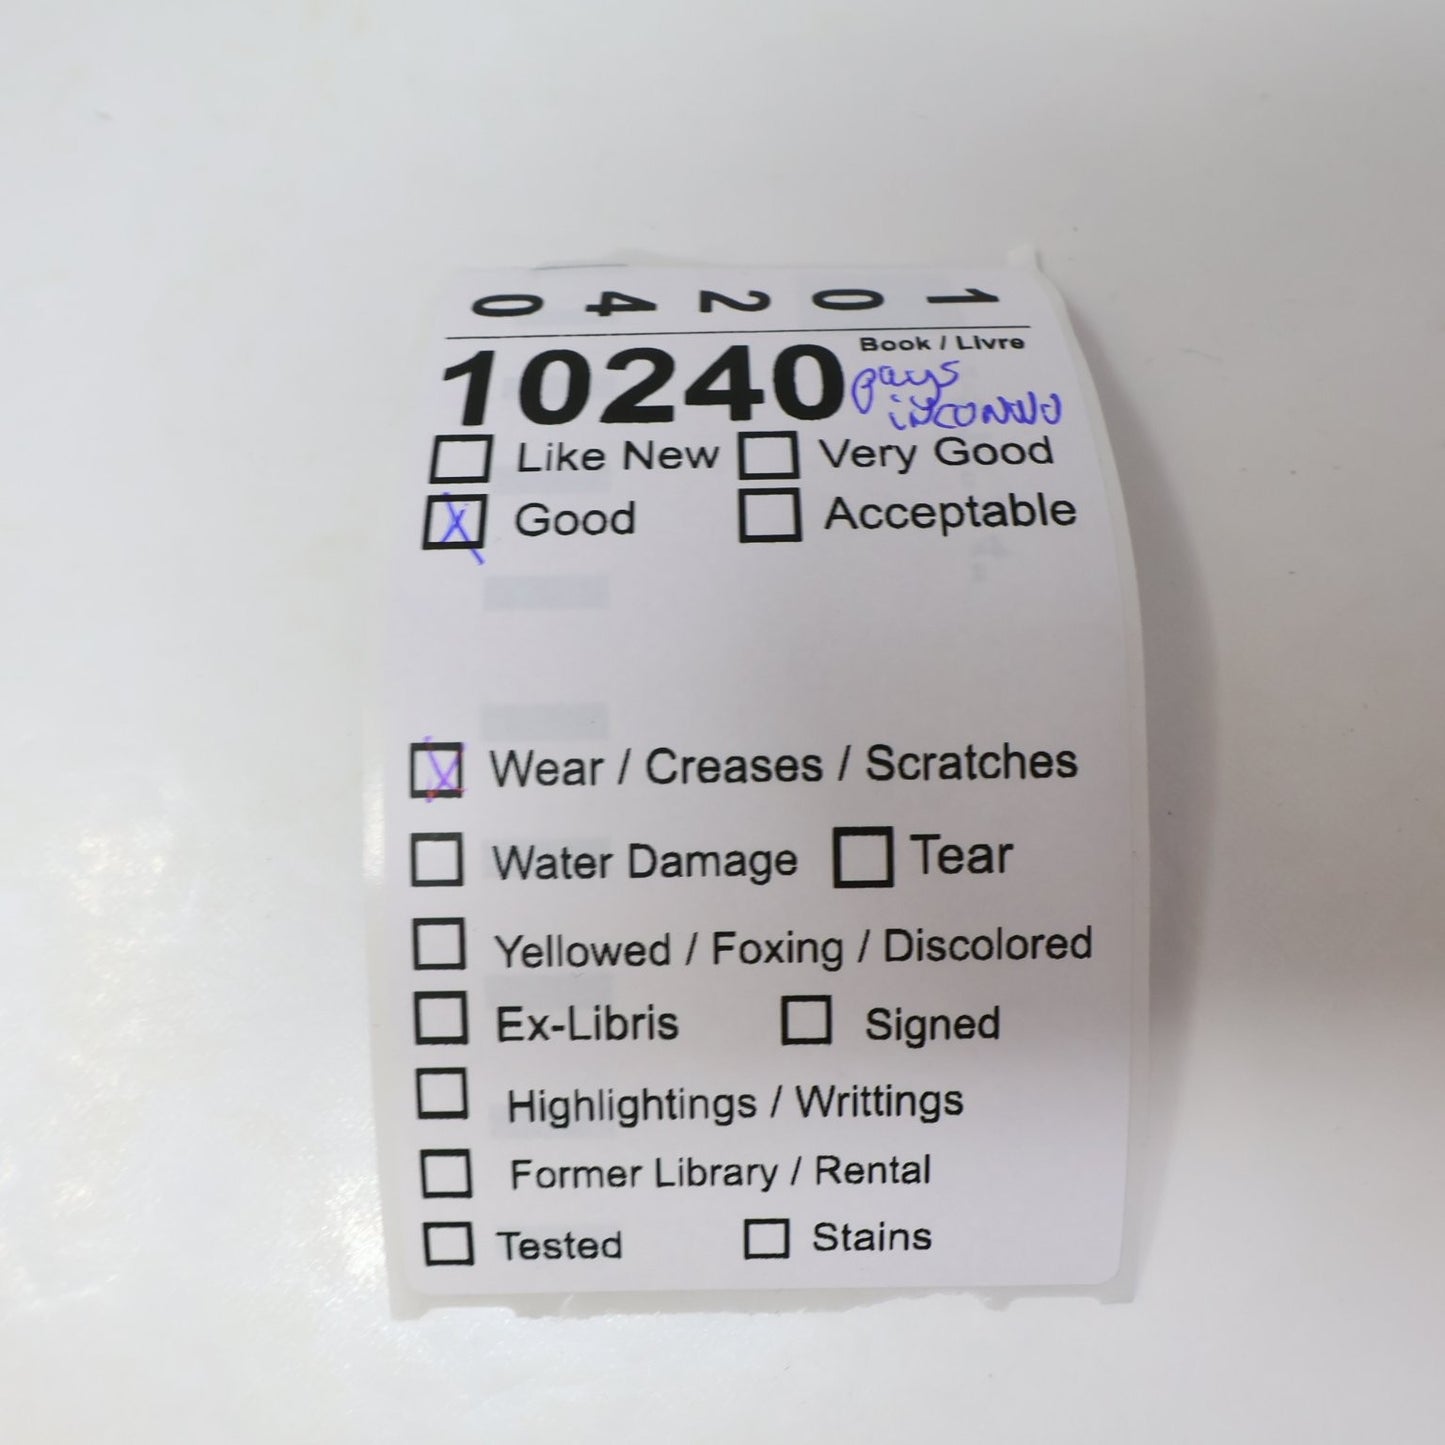 10240
Book / Livre
10240 pays
inconnu
Like New Very Good
Good Acceptable
Wear / Creases / Scratches
Water Damage Tear
Yellowed / Foxing / Discolored
Ex-Libris Signed
Highlightings / Writtings
Former Library / Rental
Tested Stains